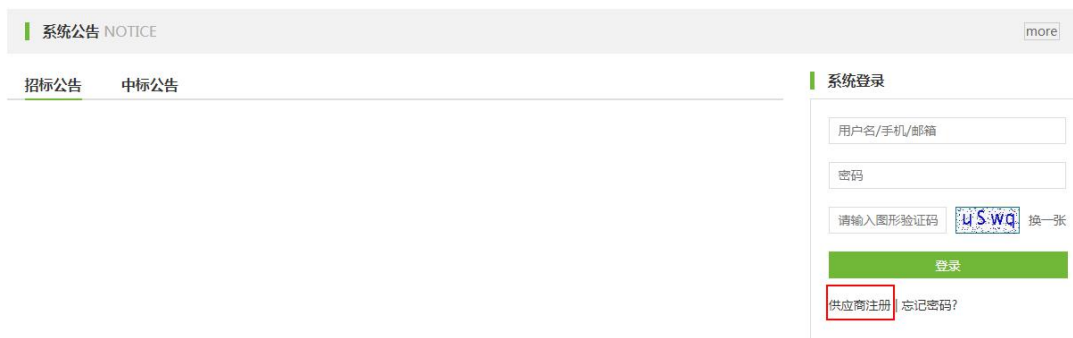 系统公告 NOTICE more
招标公告 中标公告
系统登录
用户名/手机/邮箱
密码
请输入图形验证码 uSwq 换一张
登录
供应商注册 | 忘记密码?